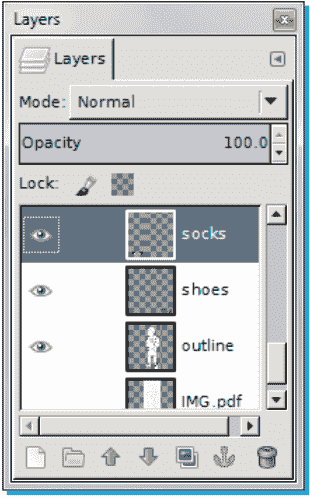 Layers
Layers
Mode: Normal
Opacity 100.0
Lock:
socks
shoes
outline
IMG.pdf